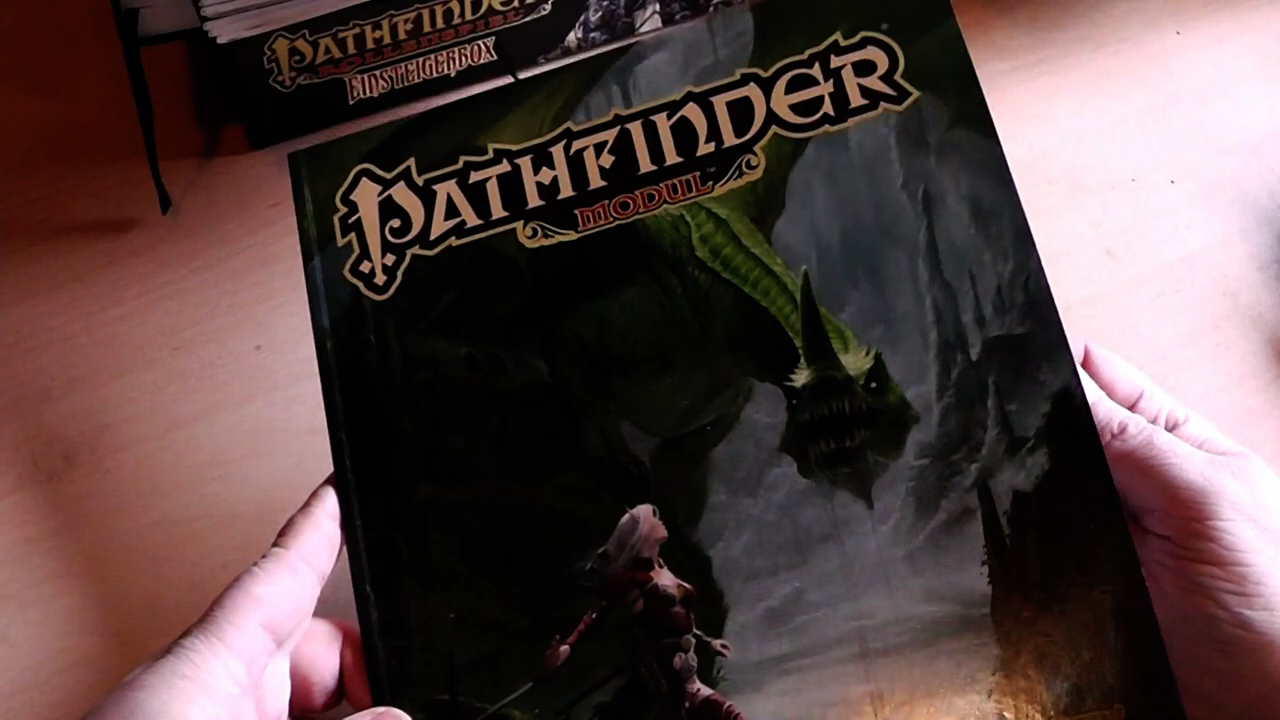 PATHFINDER
ROLLENSPIEL
EINSTEIGERBOX
PATHFINDER
MODUL